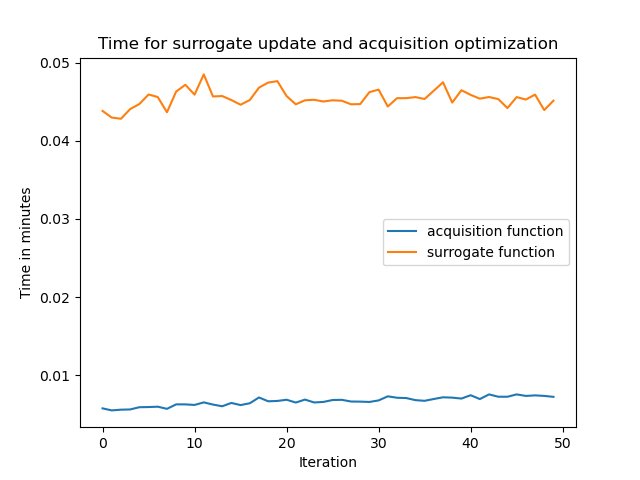 Time for surrogate update and acquisition optimization
0.05
0.04
0.03
0.02
0.01
Time in minutes
acquisition function
surrogate function
0 10 20 30 40 50
Iteration